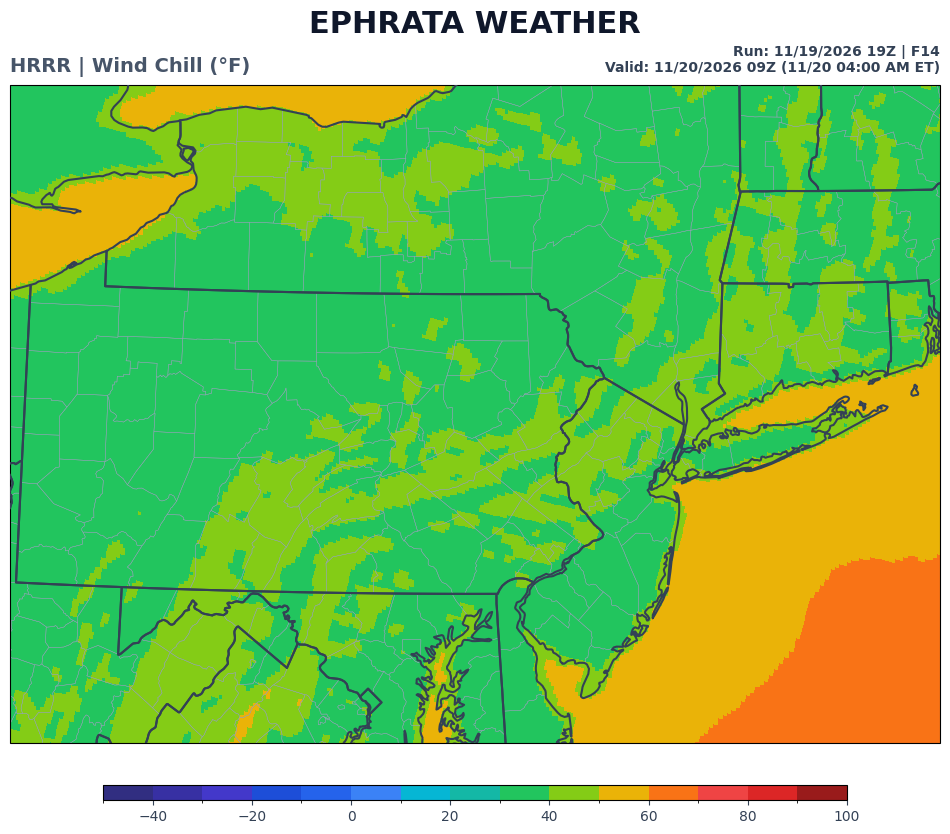 EPHRATA WEATHER
HRRR | Wind Chill (°F)
Run: 11/19/2026 19Z | F14
Valid: 11/20/2026 09Z (11/20 04:00 AM ET)
−40 −20 0 20 40 60 80 100